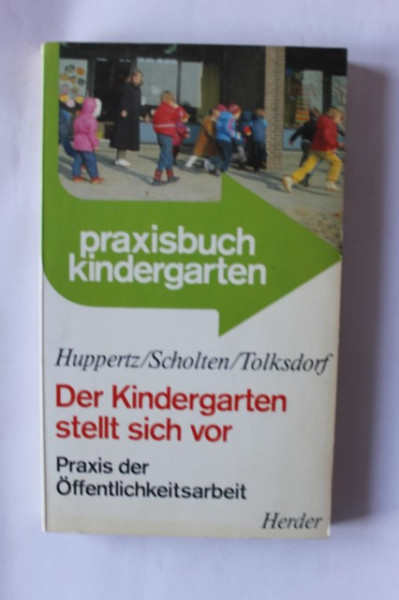 praxisbuch
kindergarten
Huppertz/Scholten/Tolksdorf
Der Kindergarten
stellt sich vor
Praxis der
Öffentlichkeitsarbeit
Herder